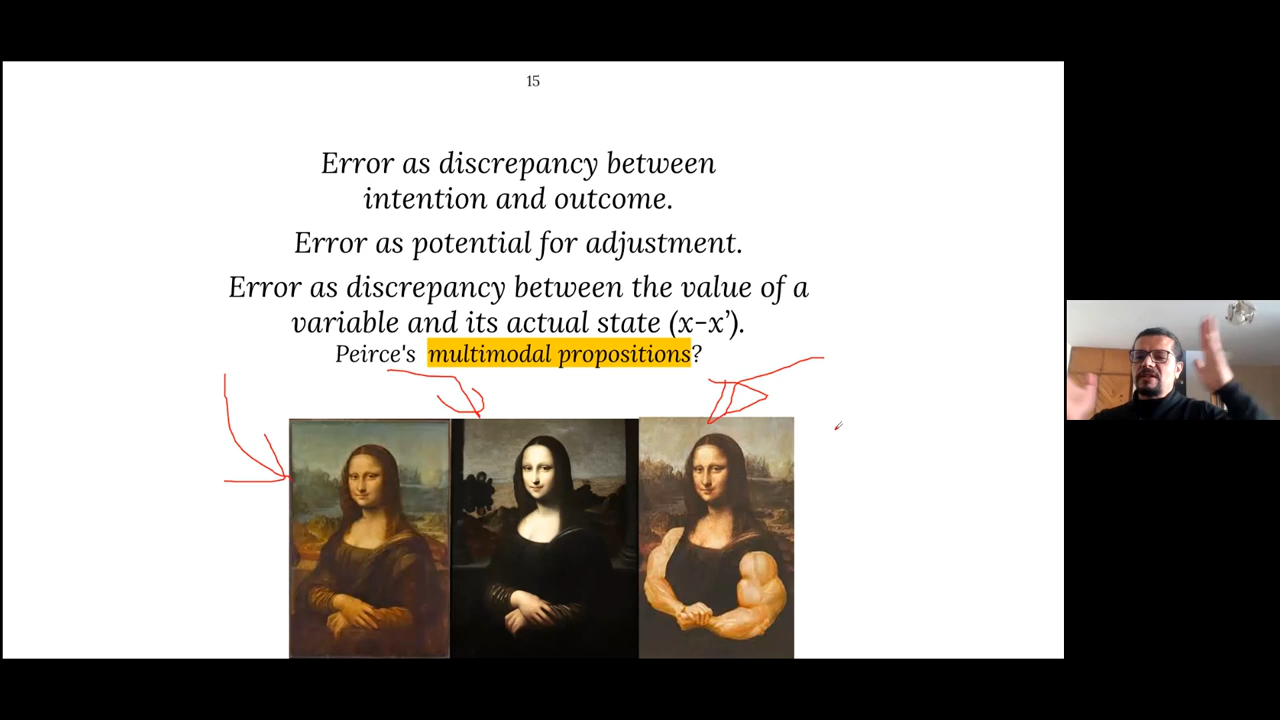 15
Error as discrepancy between
intention and outcome.
Error as potential for adjustment.
Error as discrepancy between the value of a
variable and its actual state (x-x’).
Peirce's multimodal propositions?